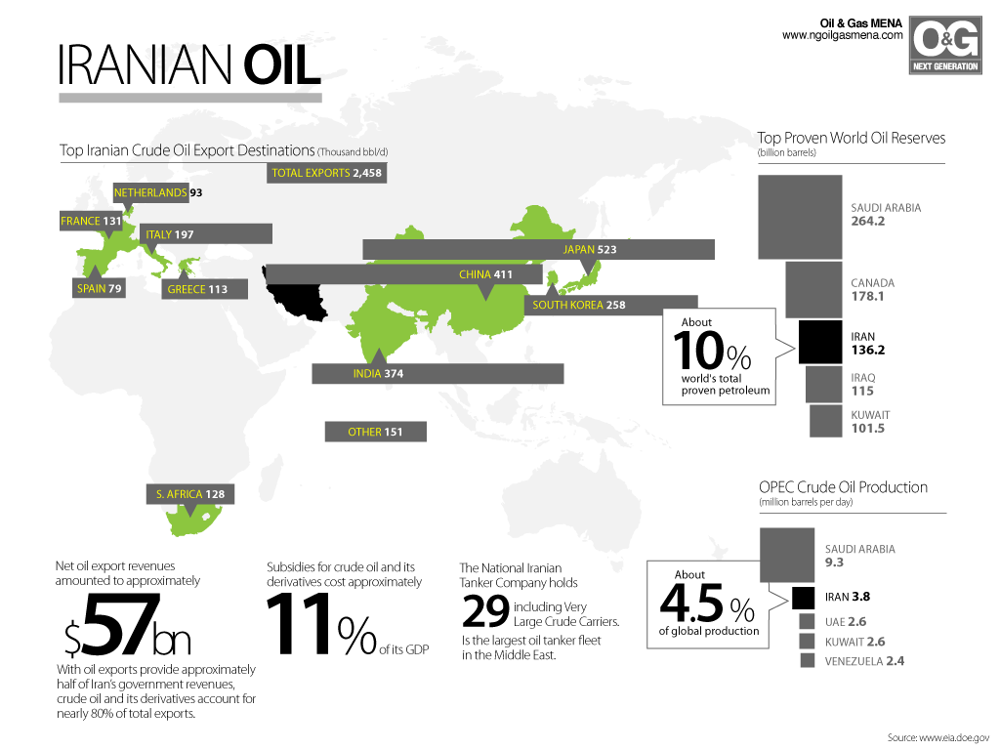 Oil & Gas MENA
www.ngoilgasmena.com
O&G
NEXT GENERATION
IRANIAN OIL
Top Iranian Crude Oil Export Destinations (Thousand bbl/d)
TOTAL EXPORTS 2,458
NETHERLANDS 93
FRANCE 131
ITALY 197
SPAIN 79
GREECE 113
JAPAN 523
CHINA 411
SOUTH KOREA 258
INDIA 374
OTHER 151
S. AFRICA 128
Top Proven World Oil Reserves
(billion barrels)
SAUDI ARABIA
264.2
CANADA
178.1
IRAN
136.2
IRAQ
115
KUWAIT
101.5
About
10%
world's total
proven petroleum
OPEC Crude Oil Production
(million barrels per day)
SAUDI ARABIA
9.3
IRAN 3.8
UAE 2.6
KUWAIT 2.6
VENEZUELA 2.4
About
4.5 %
of global production
Net oil export revenues
amounted to approximately
$57bn
With oil exports provide approximately
half of Iran's government revenues,
crude oil and its derivatives account for
nearly 80% of total exports.
Subsidies for crude oil and its
derivatives cost approximately
11% of its GDP
The National Iranian
Tanker Company holds
29 including Very
Large Crude Carriers.
Is the largest oil tanker fleet
in the Middle East.
Source: www.eia.doe.gov